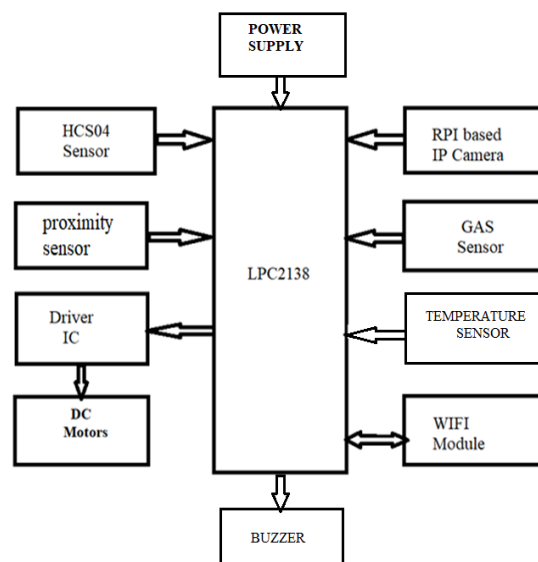 POWER
SUPPLY
HCS04
Sensor
RPI based
IP Camera
proximity
sensor
GAS
Sensor
LPC2138
Driver
IC
TEMPERATURE
SENSOR
DC
Motors
WIFI
Module
BUZZER